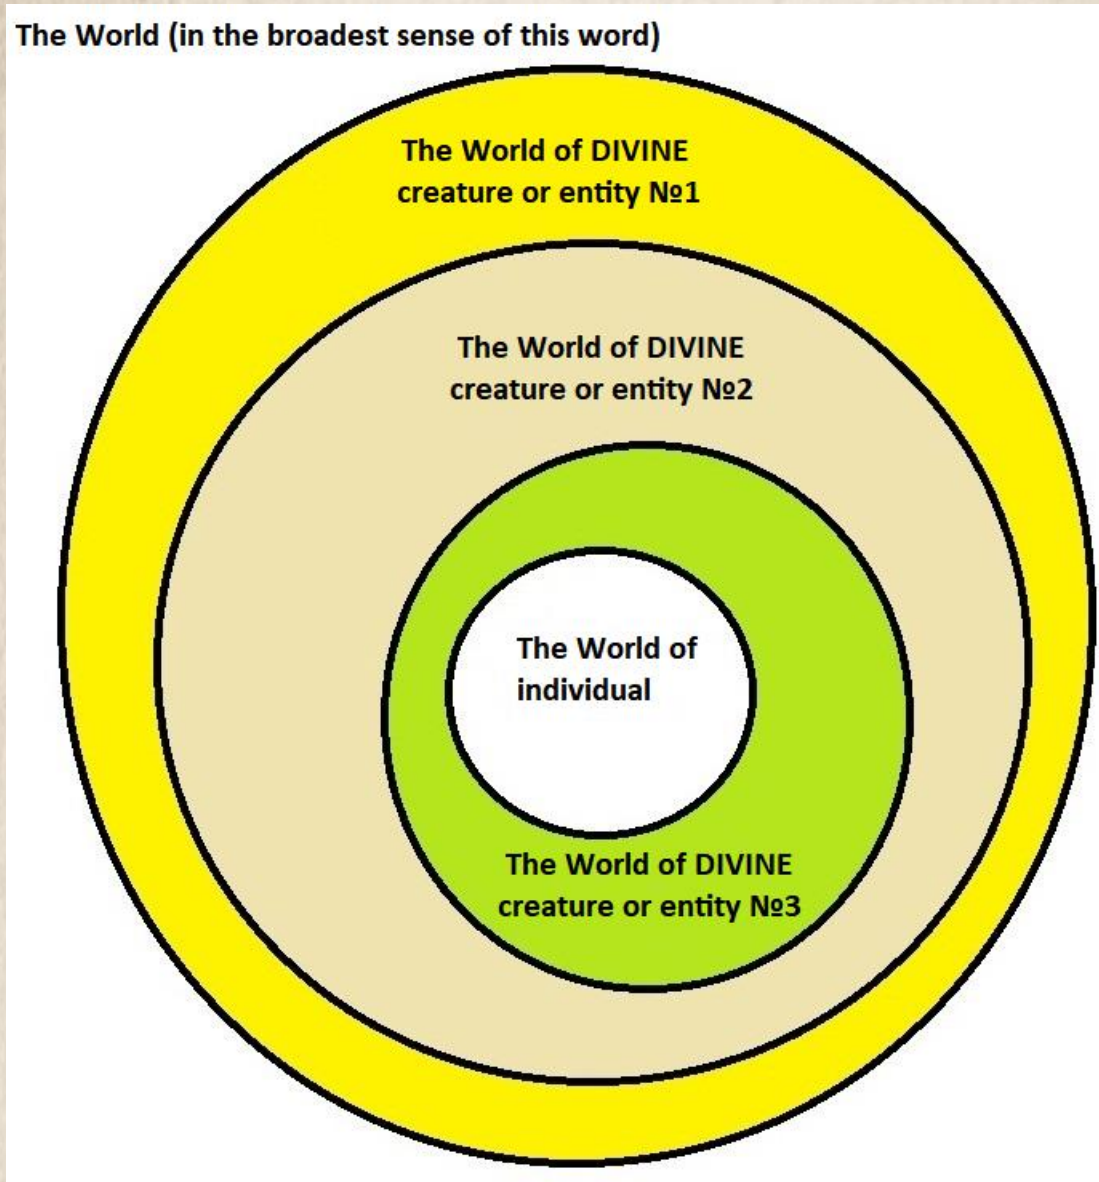 The World (in the broadest sense of this word)
The World of DIVINE
creature or entity №1
The World of DIVINE
creature or entity №2
The World of
individual
The World of DIVINE
creature or entity №3